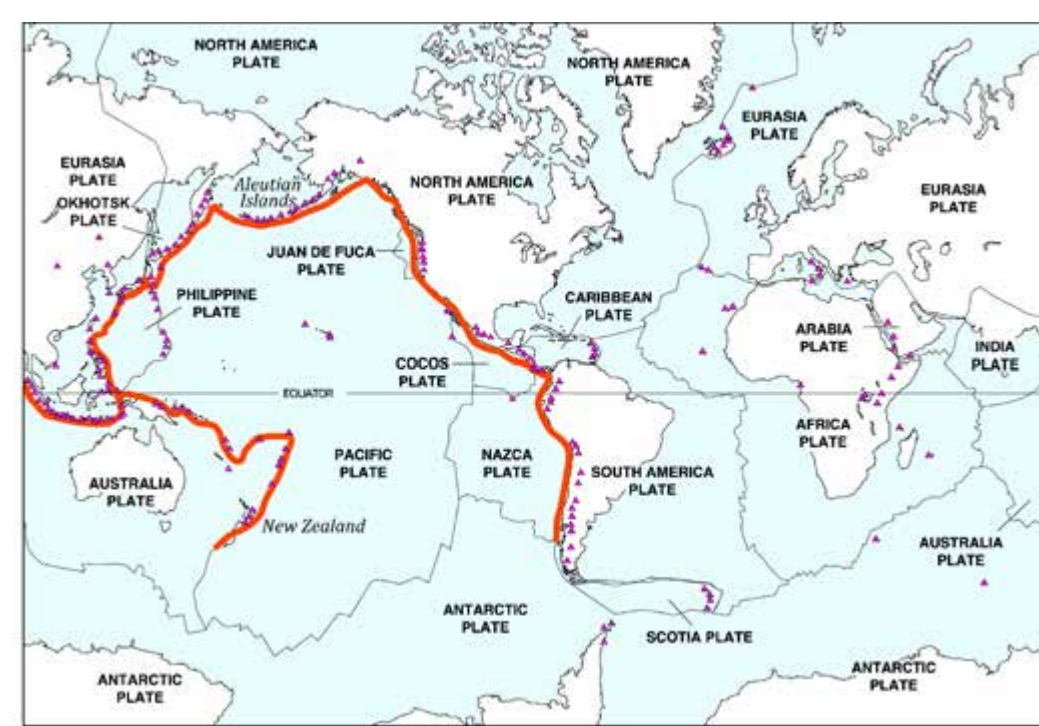 NORTH AMERICA
PLATE
NORTH AMERICA
PLATE
EURASIA
PLATE
EURASIA
PLATE
OKHOTSK
PLATE
Aleutian
Islands
NORTH AMERICA
PLATE
EURASIA
PLATE
JUAN DE FUCA
PLATE
PHILIPPINE
PLATE
CARIBBEAN
PLATE
ARABIA
PLATE
INDIA
PLATE
COCOS
PLATE
EQUATOR
AFRICA
PLATE
PACIFIC
PLATE
NAZCA
PLATE
SOUTH AMERICA
PLATE
AUSTRALIA
PLATE
New Zealand
AUSTRALIA
PLATE
ANTARCTIC
PLATE
SCOTIA PLATE
ANTARCTIC
PLATE
ANTARCTIC
PLATE